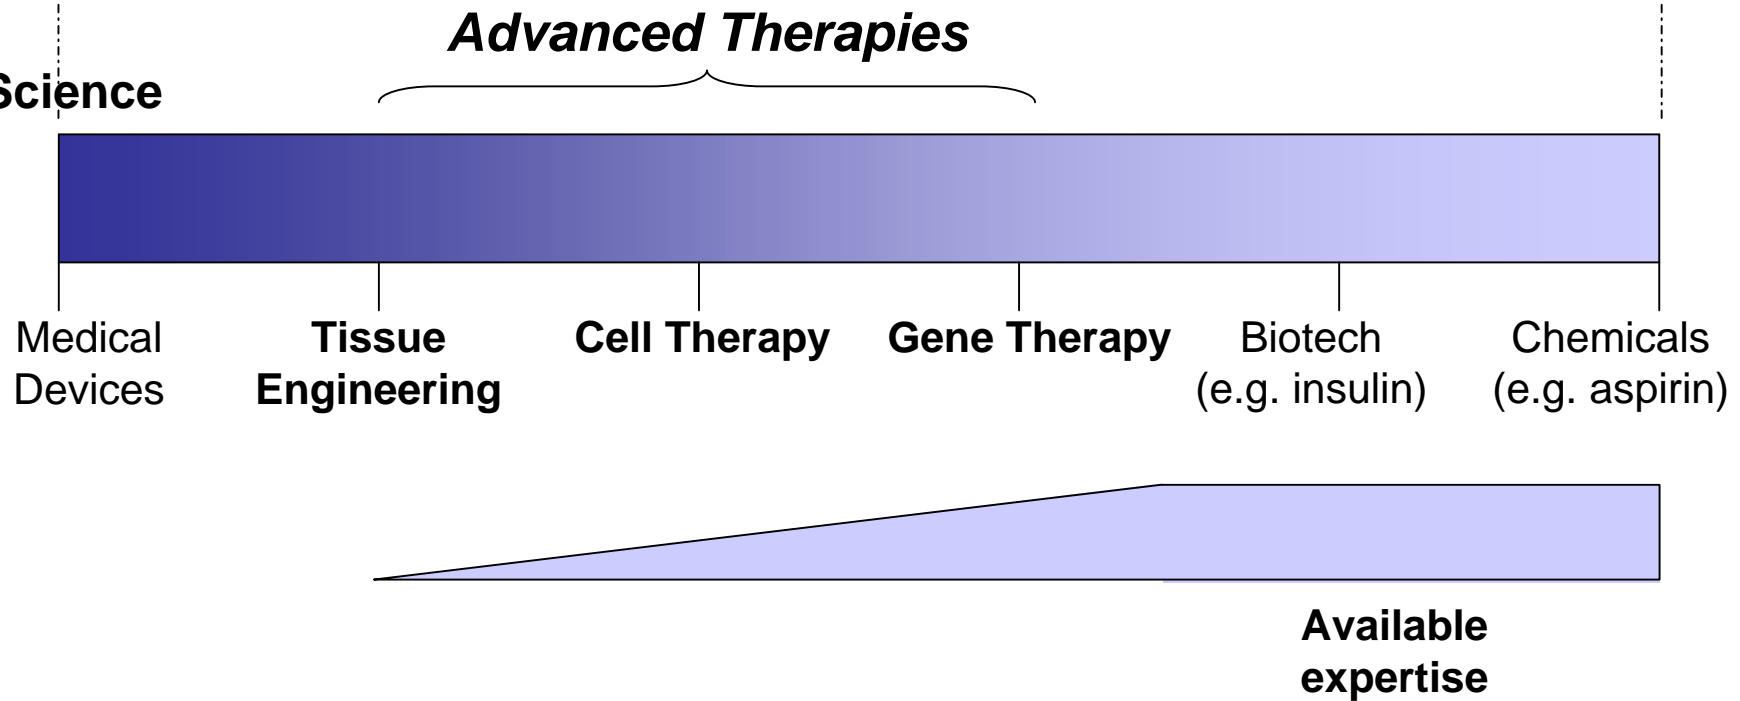 Advanced Therapies
Science
Medical
Devices
Tissue
Engineering
Cell Therapy
Gene Therapy
Biotech
(e.g. insulin)
Chemicals
(e.g. aspirin)
Available
expertise